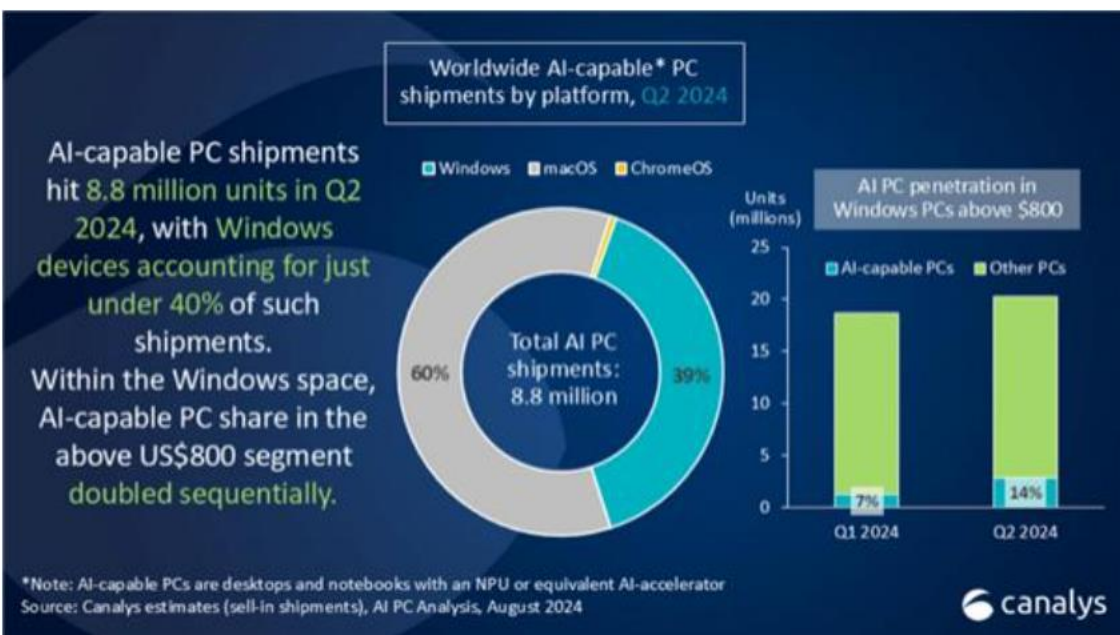 Worldwide AI-capable* PC
shipments by platform, Q2 2024
AI-capable PC shipments
hit 8.8 million units in Q2
2024, with Windows
devices accounting for just
under 40% of such
shipments.
Within the Windows space,
AI-capable PC share in the
above US$800 segment
doubled sequentially.
Windows macOS ChromeOS
60%
Total AI PC
shipments:
8.8 million
39%
AI PC penetration in
Windows PCs above $800
Units
(millions)
AI-capable PCs Other PCs
25
20
15
10
5
0
7%
14%
Q1 2024 Q2 2024
*Note: AI-capable PCs are desktops and notebooks with an NPU or equivalent AI-accelerator
Source: Canalys estimates (sell-in shipments), AI PC Analysis, August 2024
canalys